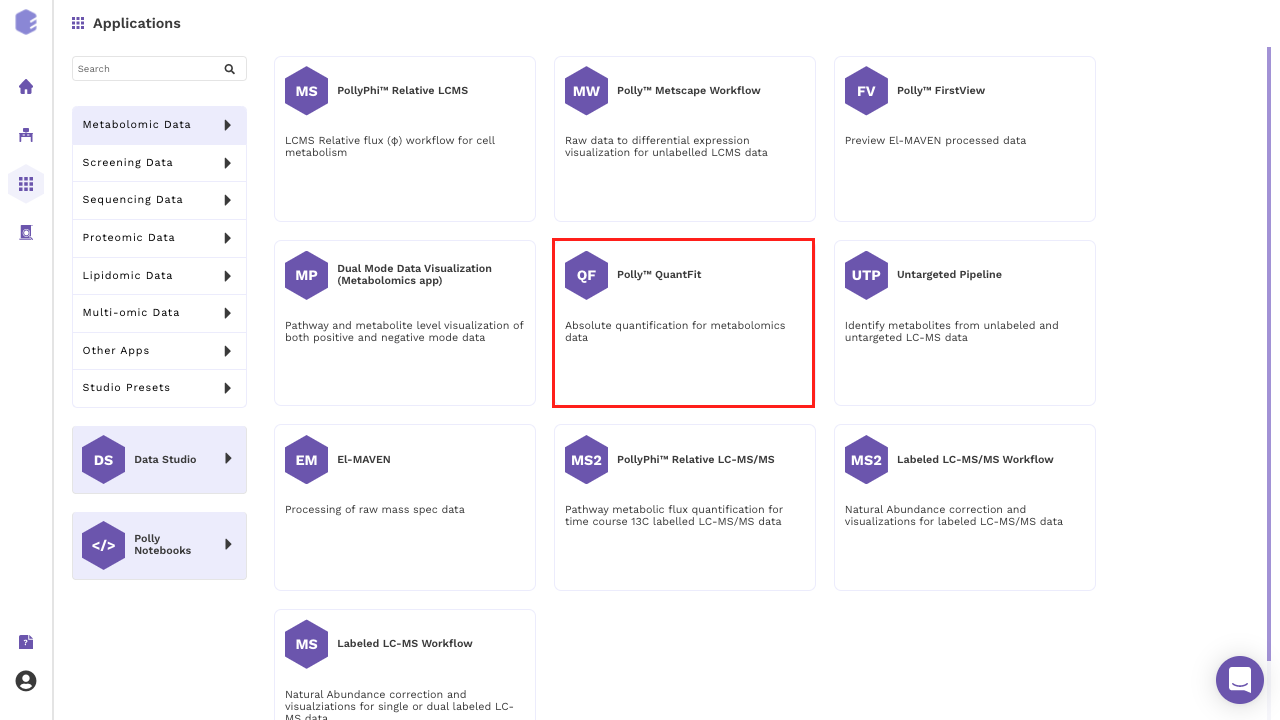 Applications
Search
Metabolomic Data
Screening Data
Sequencing Data
Proteomic Data
Lipidomic Data
Multi-omic Data
Other Apps
Studio Presets
DS
Data Studio
</>
Polly
Notebooks
MS
PollyPhi™ Relative LCMS
LCMS Relative flux (ϕ) workflow for cell
metabolism
MW
Polly™ Metscape Workflow
Raw data to differential expression
visualization for unlabelled LCMS data
FV
Polly™ FirstView
Preview El-MAVEN processed data
MP
Dual Mode Data Visualization
(Metabolomics app)
Pathway and metabolite level visualization of
both positive and negative mode data
QF
Polly™ QuantFit
Absolute quantification for metabolomics
data
UTP
Untargeted Pipeline
Identify metabolites from unlabeled and
untargeted LC-MS data
EM
El-MAVEN
Processing of raw mass spec data
MS2
PollyPhi™ Relative LC-MS/MS
Pathway metabolic flux quantification for
time course 13C labelled LC-MS/MS data
MS2
Labeled LC-MS/MS Workflow
Natural Abundance correction and
visualizations for labeled LC-MS/MS data
MS
Labeled LC-MS Workflow
Natural Abundance correction and
visualziations for single or dual labeled LC-
MS data